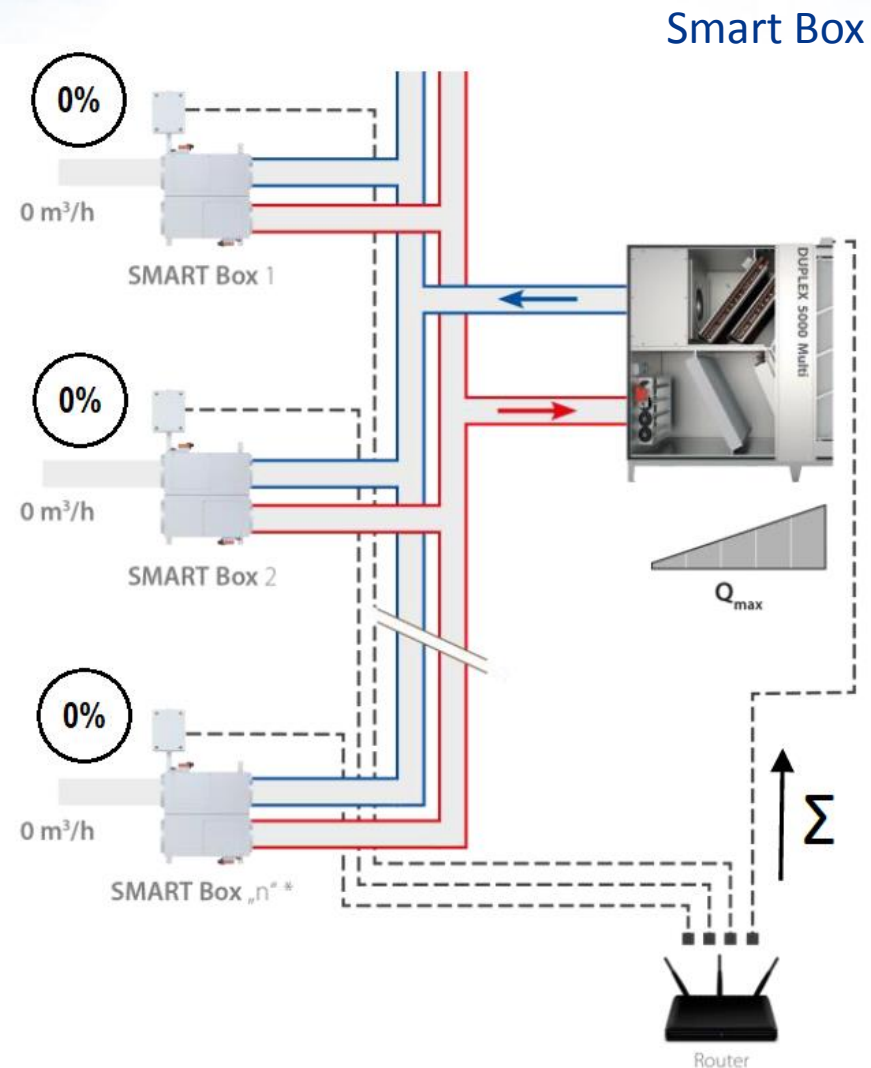 Smart Box
0%
0 m³/h
SMART Box 1
DUPLEX 5000 Multi
0%
0 m³/h
SMART Box 2
Qmax
0%
0 m³/h
SMART Box „n“ *
Σ
Router